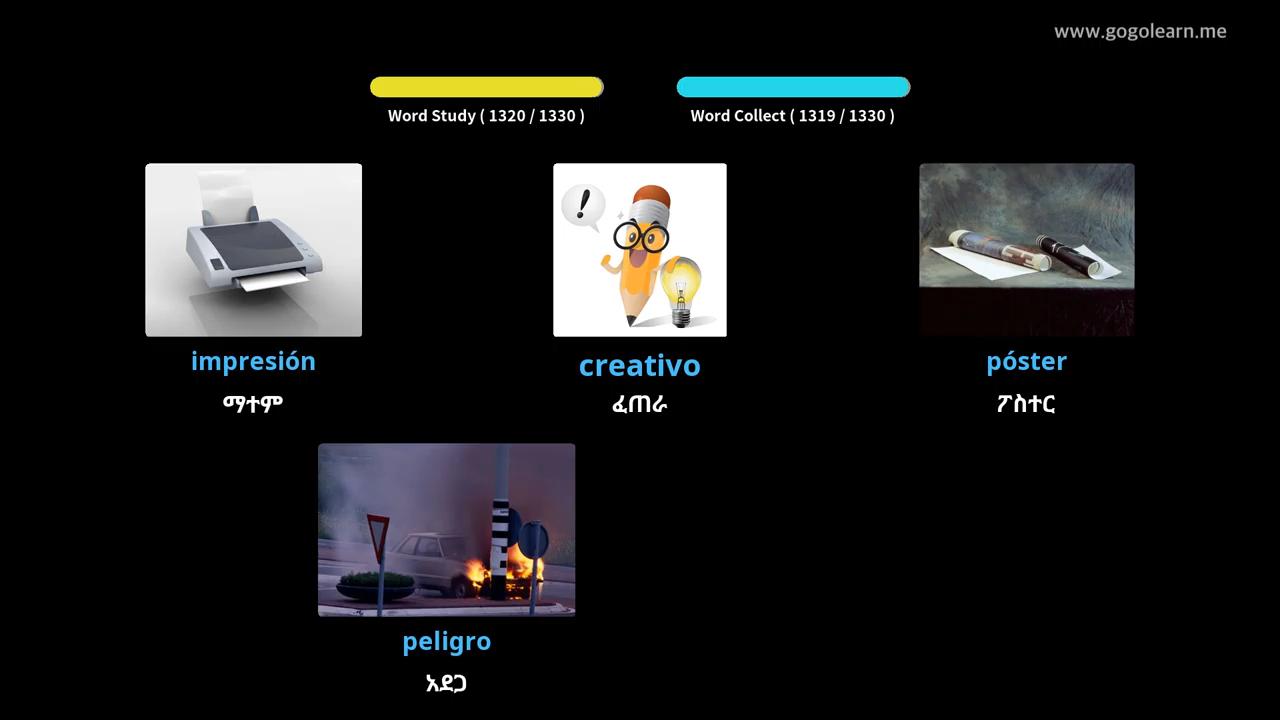 www.gogolearn.me
Word Study ( 1320 / 1330 )
Word Collect ( 1319 / 1330 )
impresión
ማተም
creativo
ፈጠራ
póster
ፖስተር
peligro
አደጋ